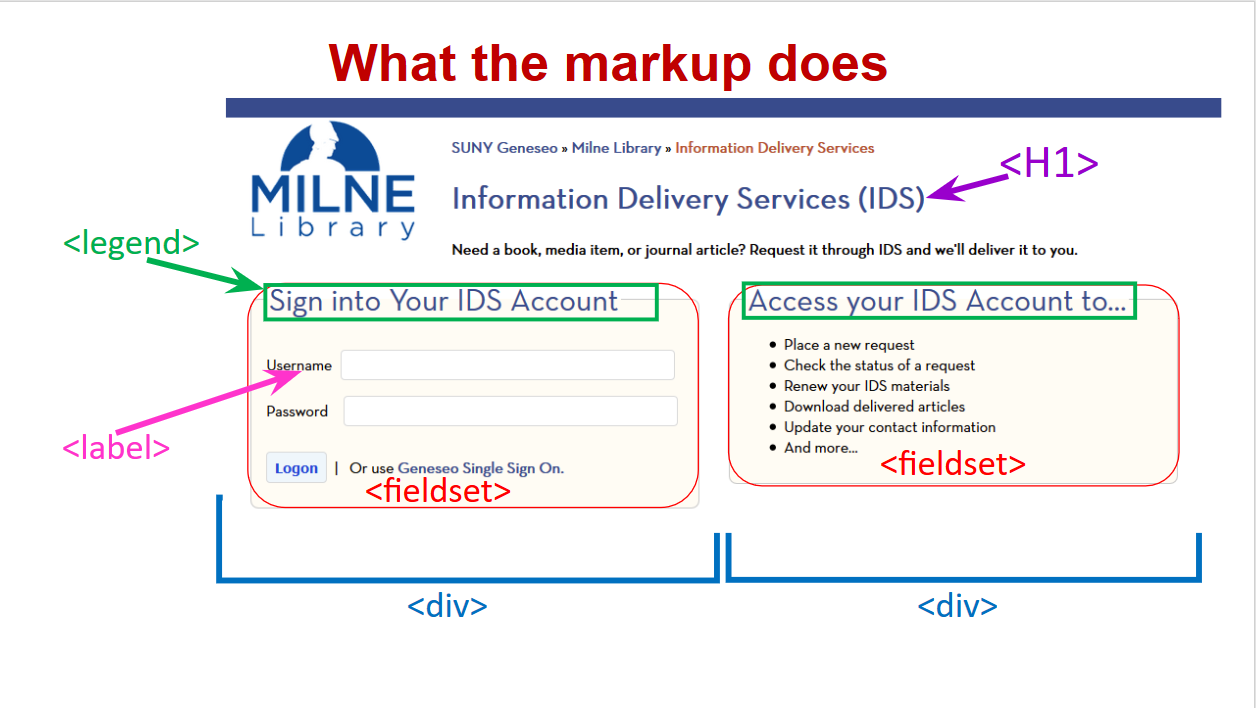 What the markup does
MILNE
Library
SUNY Geneseo » Milne Library » Information Delivery Services
<H1>
Information Delivery Services (IDS)
Need a book, media item, or journal article? Request it through IDS and we'll deliver it to you.
<legend>
Sign into Your IDS Account
Username
Password
<label>
Logon | Or use Geneseo Single Sign On.
<fieldset>
<div>
Access your IDS Account to...
• Place a new request
• Check the status of a request
• Renew your IDS materials
• Download delivered articles
• Update your contact information
• And more...
<fieldset>
<div>